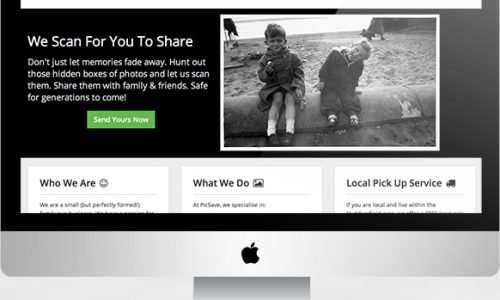 We Scan For You To Share
Don't just let memories fade away. Hunt out
those hidden boxes of photos and let us scan
them. Share them with family & friends. Safe
for generations to come!
Send Yours Now
Who We Are
We are a small (but perfectly formed!)
What We Do
At PicSave, we specialise in:
Local Pick Up Service
If you are local and live within the